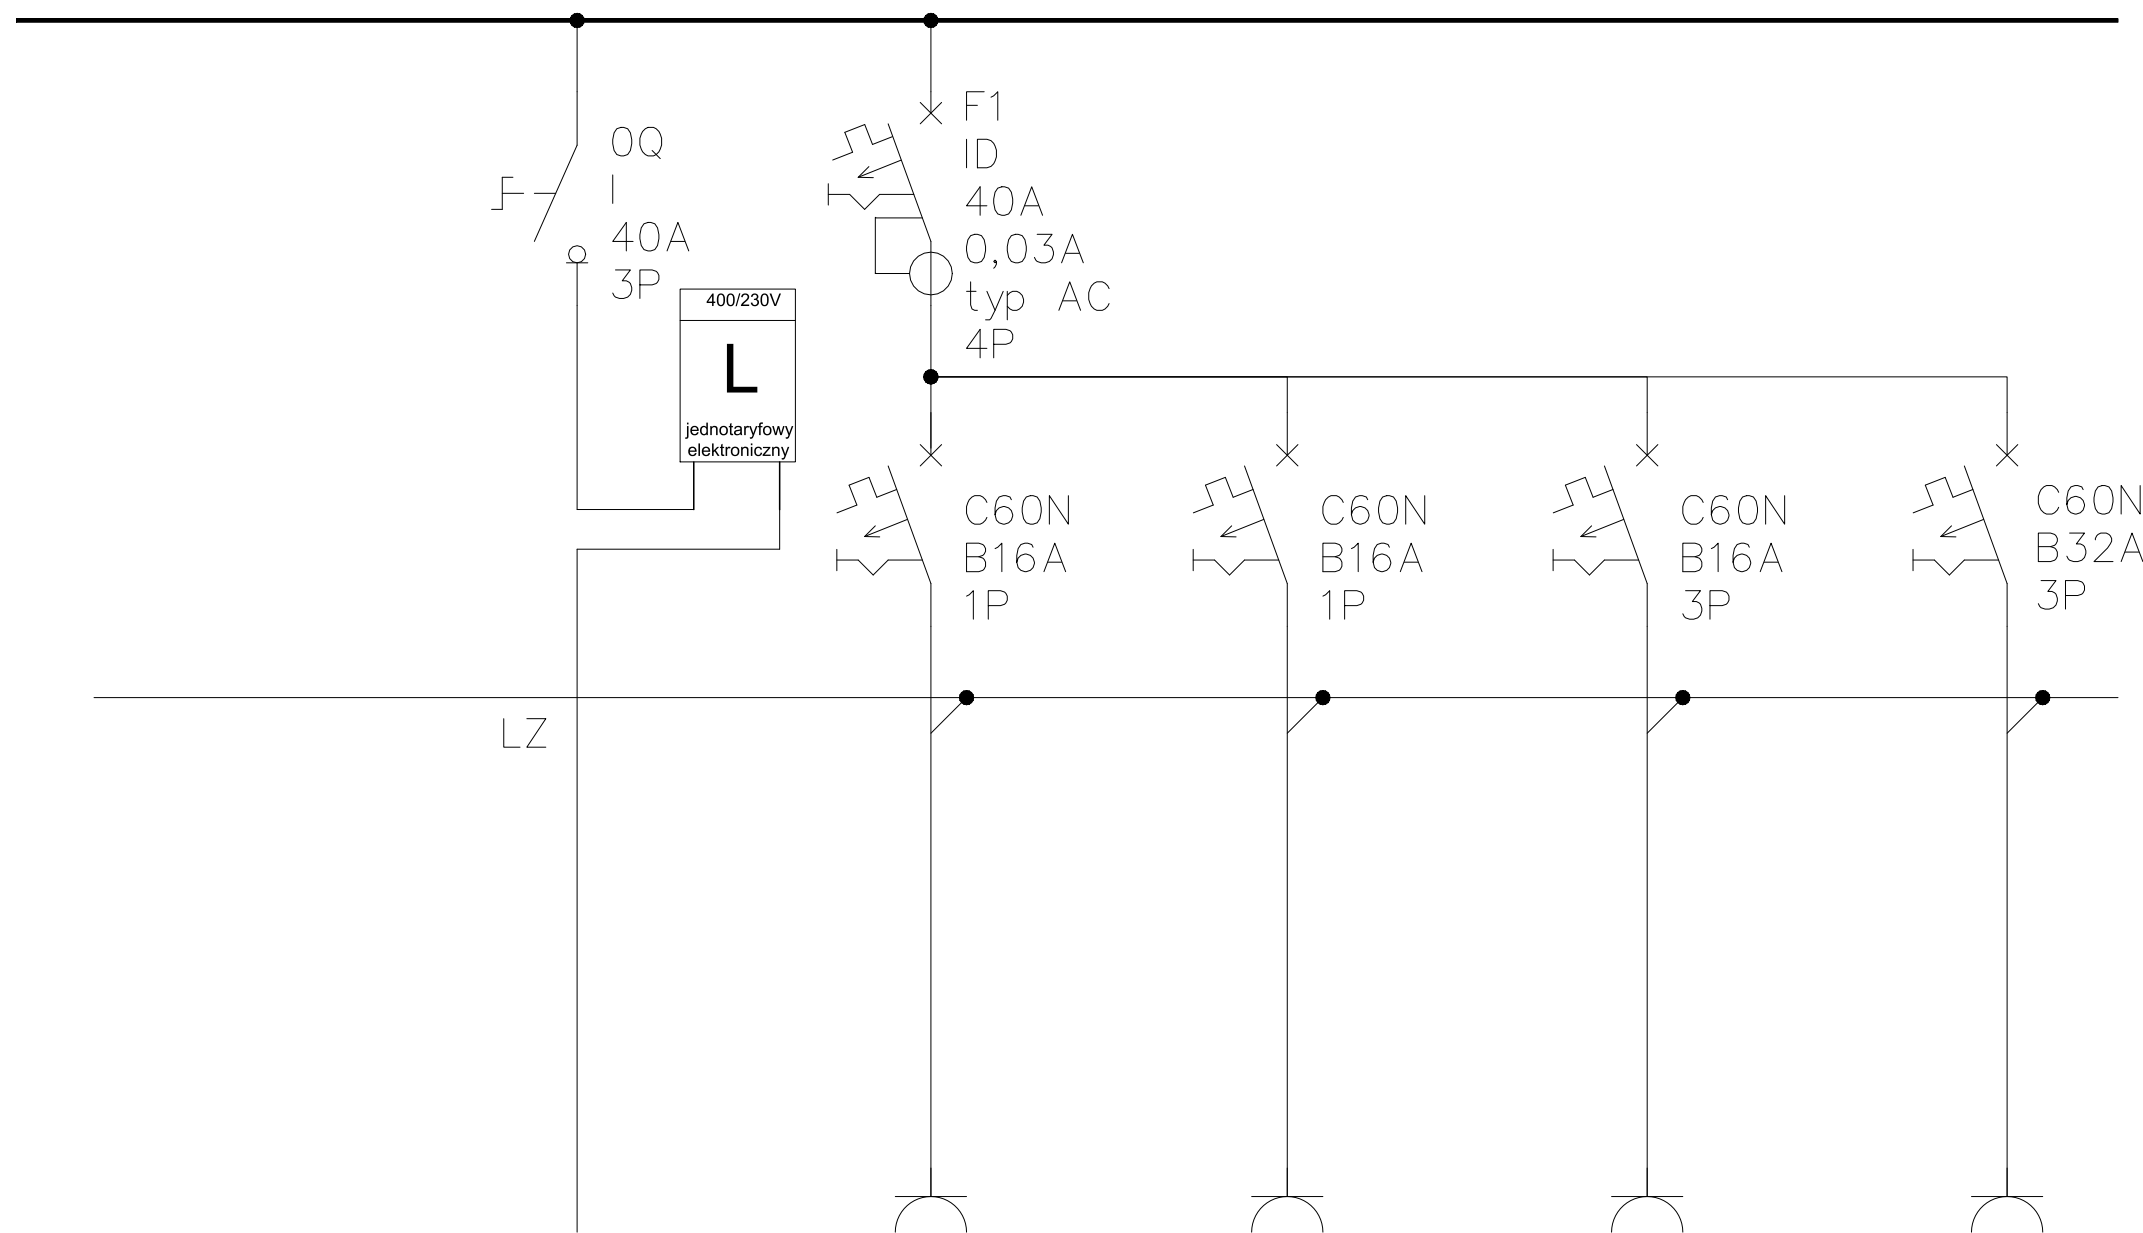 0Q
I
40A
3P
400/230V
L
jednotaryfowy
elektroniczny
F1
ID
40A
0,03A
typ AC
4P
C60N
B16A
1P
C60N
B16A
1P
C60N
B16A
3P
C60N
B32A
3P
LZ